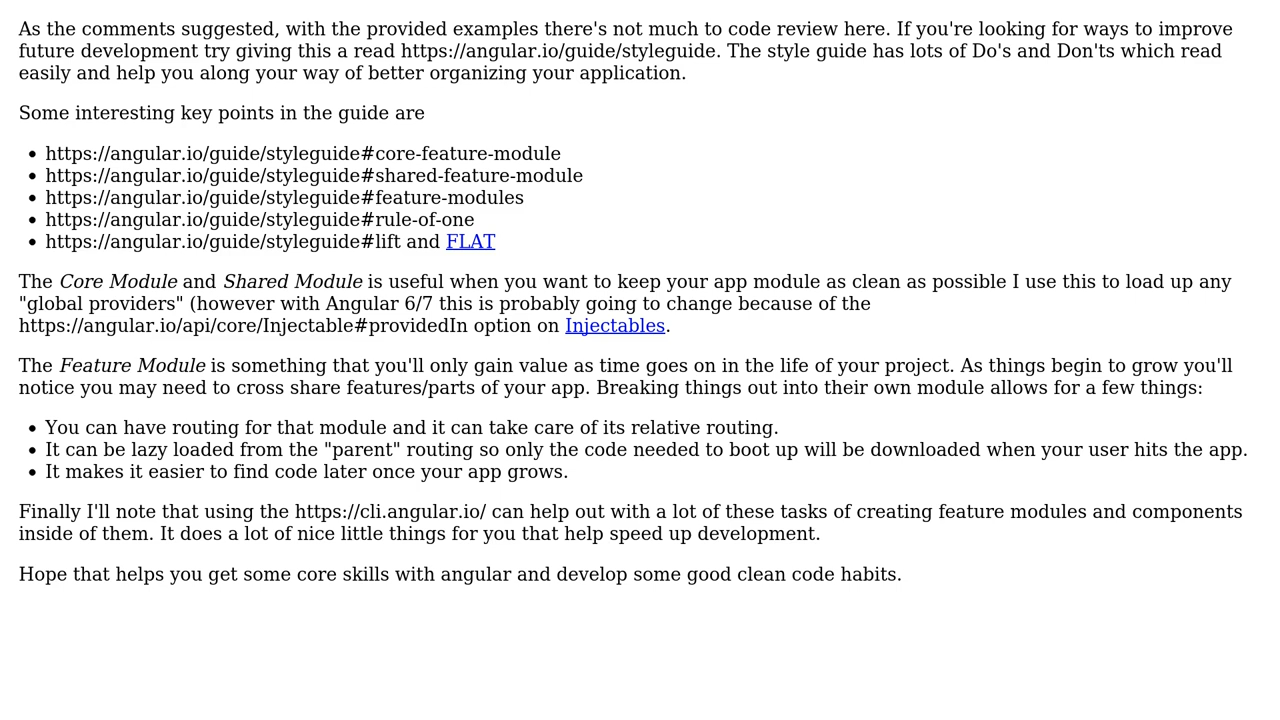 As the comments suggested, with the provided examples there's not much to code review here. If you're looking for ways to improve
future development try giving this a read https://angular.io/guide/styleguide. The style guide has lots of Do's and Don'ts which read
easily and help you along your way of better organizing your application.
Some interesting key points in the guide are
• https://angular.io/guide/styleguide#core-feature-module
• https://angular.io/guide/styleguide#shared-feature-module
• https://angular.io/guide/styleguide#feature-modules
• https://angular.io/guide/styleguide#rule-of-one
• https://angular.io/guide/styleguide#lift and FLAT
The Core Module and Shared Module is useful when you want to keep your app module as clean as possible I use this to load up any
"global providers" (however with Angular 6/7 this is probably going to change because of the
https://angular.io/api/core/Injectable#providedIn option on Injectables.
The Feature Module is something that you'll only gain value as time goes on in the life of your project. As things begin to grow you'll
notice you may need to cross share features/parts of your app. Breaking things out into their own module allows for a few things:
• You can have routing for that module and it can take care of its relative routing.
• It can be lazy loaded from the "parent" routing so only the code needed to boot up will be downloaded when your user hits the app.
• It makes it easier to find code later once your app grows.
Finally I'll note that using the https://cli.angular.io/ can help out with a lot of these tasks of creating feature modules and components
inside of them. It does a lot of nice little things for you that help speed up development.
Hope that helps you get some core skills with angular and develop some good clean code habits.